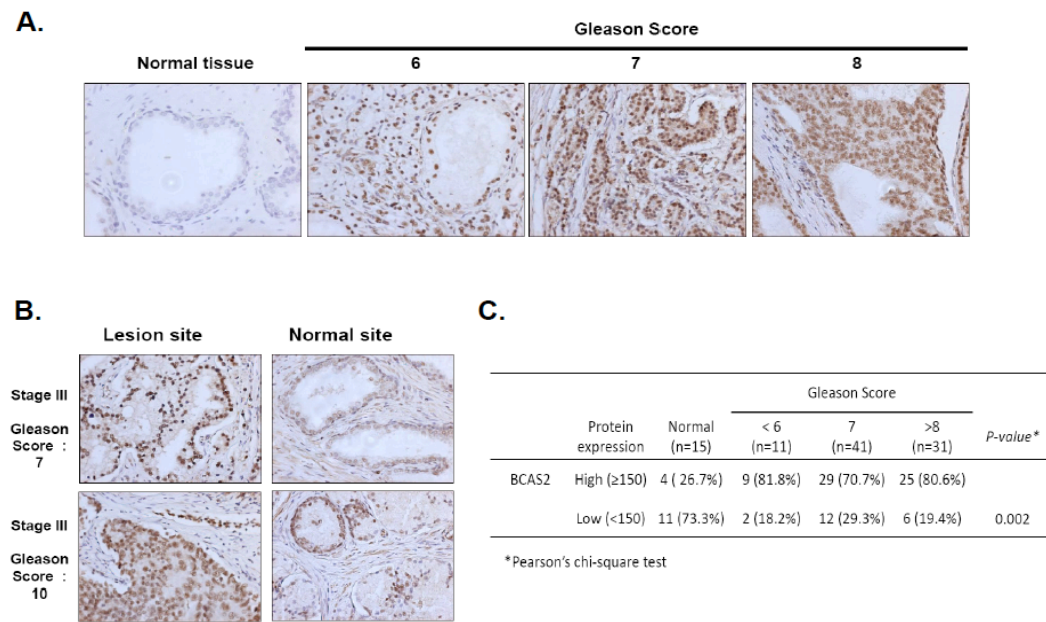 A.
Gleason Score
Normal tissue 6 7 8
B.
Lesion site Normal site
Stage III
Gleason
Score :
7
Stage III
Gleason
Score :
10
C.
Gleason Score
Protein expression Normal (n=15) < 6 (n=11) 7 (n=41) >8 (n=31) P-value*
BCAS2 High (≥150) 4 ( 26.7%) 9 (81.8%) 29 (70.7%) 25 (80.6%)
Low (<150) 11 (73.3%) 2 (18.2%) 12 (29.3%) 6 (19.4%) 0.002
*Pearson's chi-square test